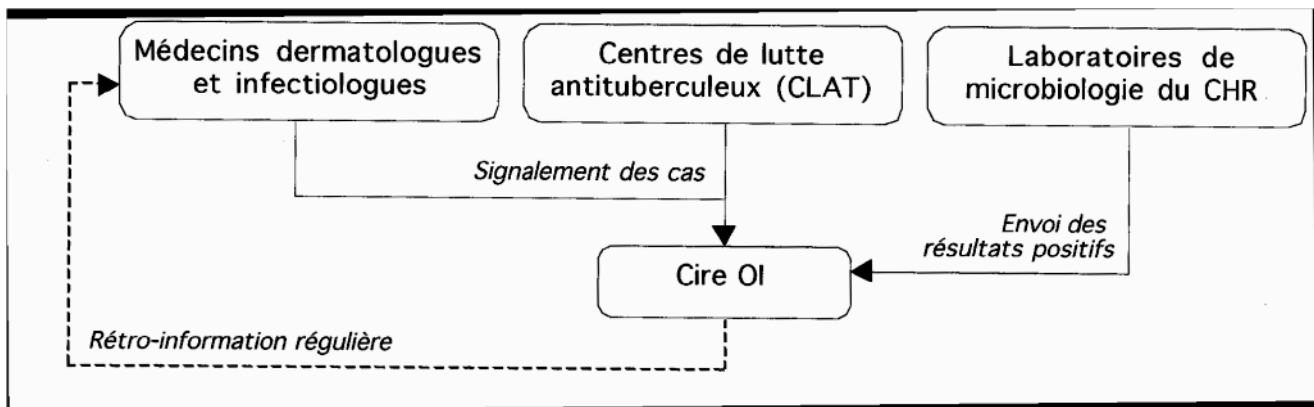 Médecins dermatologues
et infectiologues
Centres de lutte
antituberculeux (CLAT)
Laboratoires de
microbiologie du CHR
Signalement des cas
Envoi des
résultats positifs
Cire OI
Rétro-information régulière